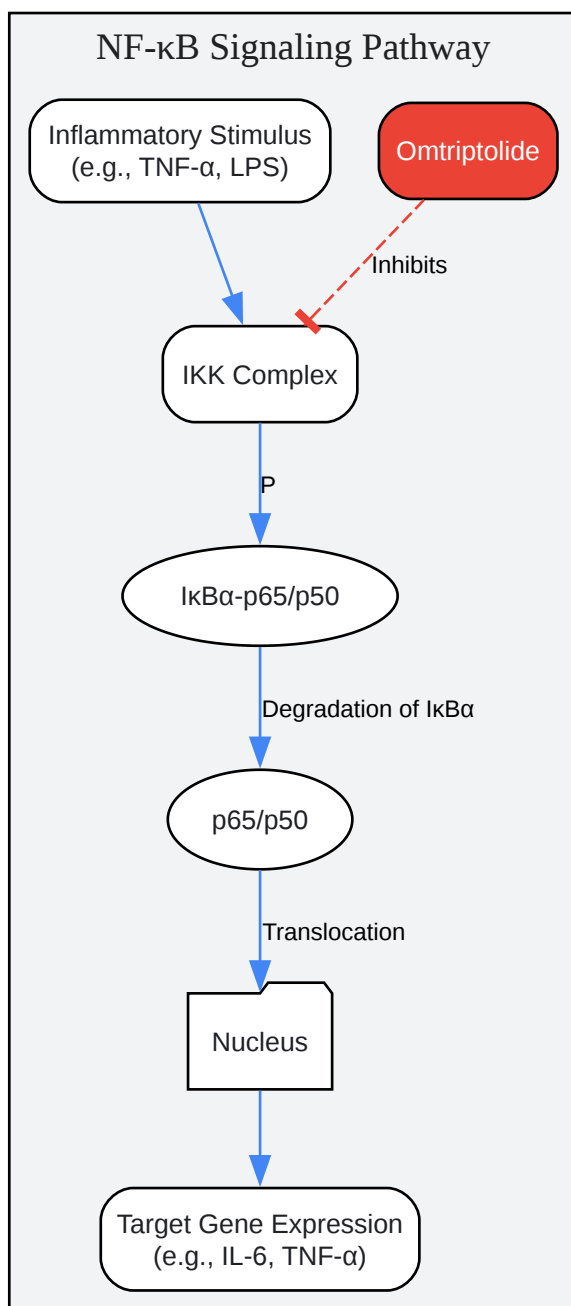 NF-κB Signaling Pathway
Inflammatory Stimulus
(e.g., TNF-α, LPS)
Omtriptolide
Inhibits
IKK Complex
P
IκBα-p65/p50
Degradation of IκBα
p65/p50
Translocation
Nucleus
Target Gene Expression
(e.g., IL-6, TNF-α)